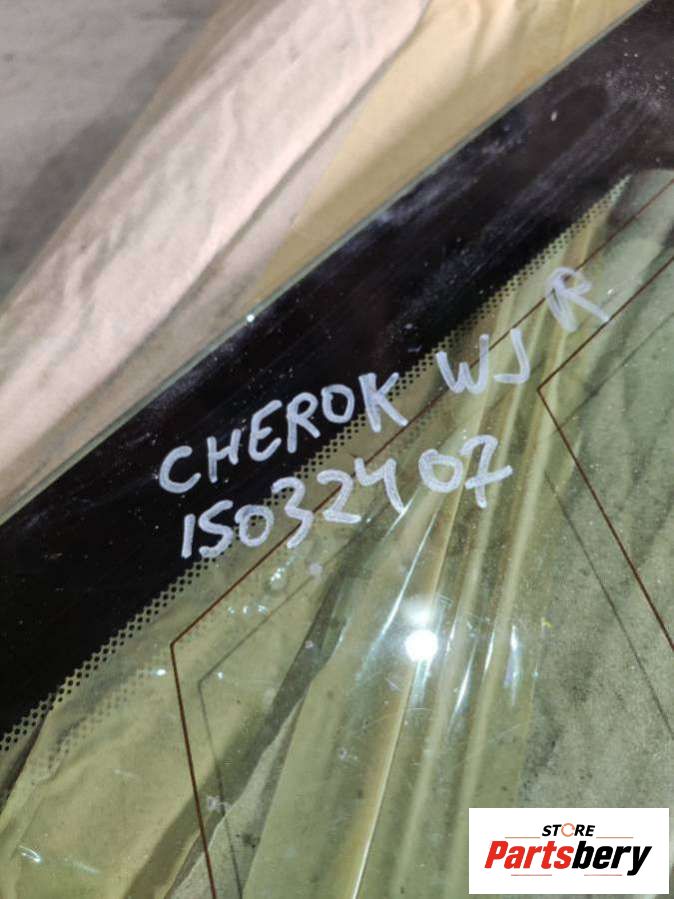 CHEROK WJ R
15032407
STORE
Partsbery